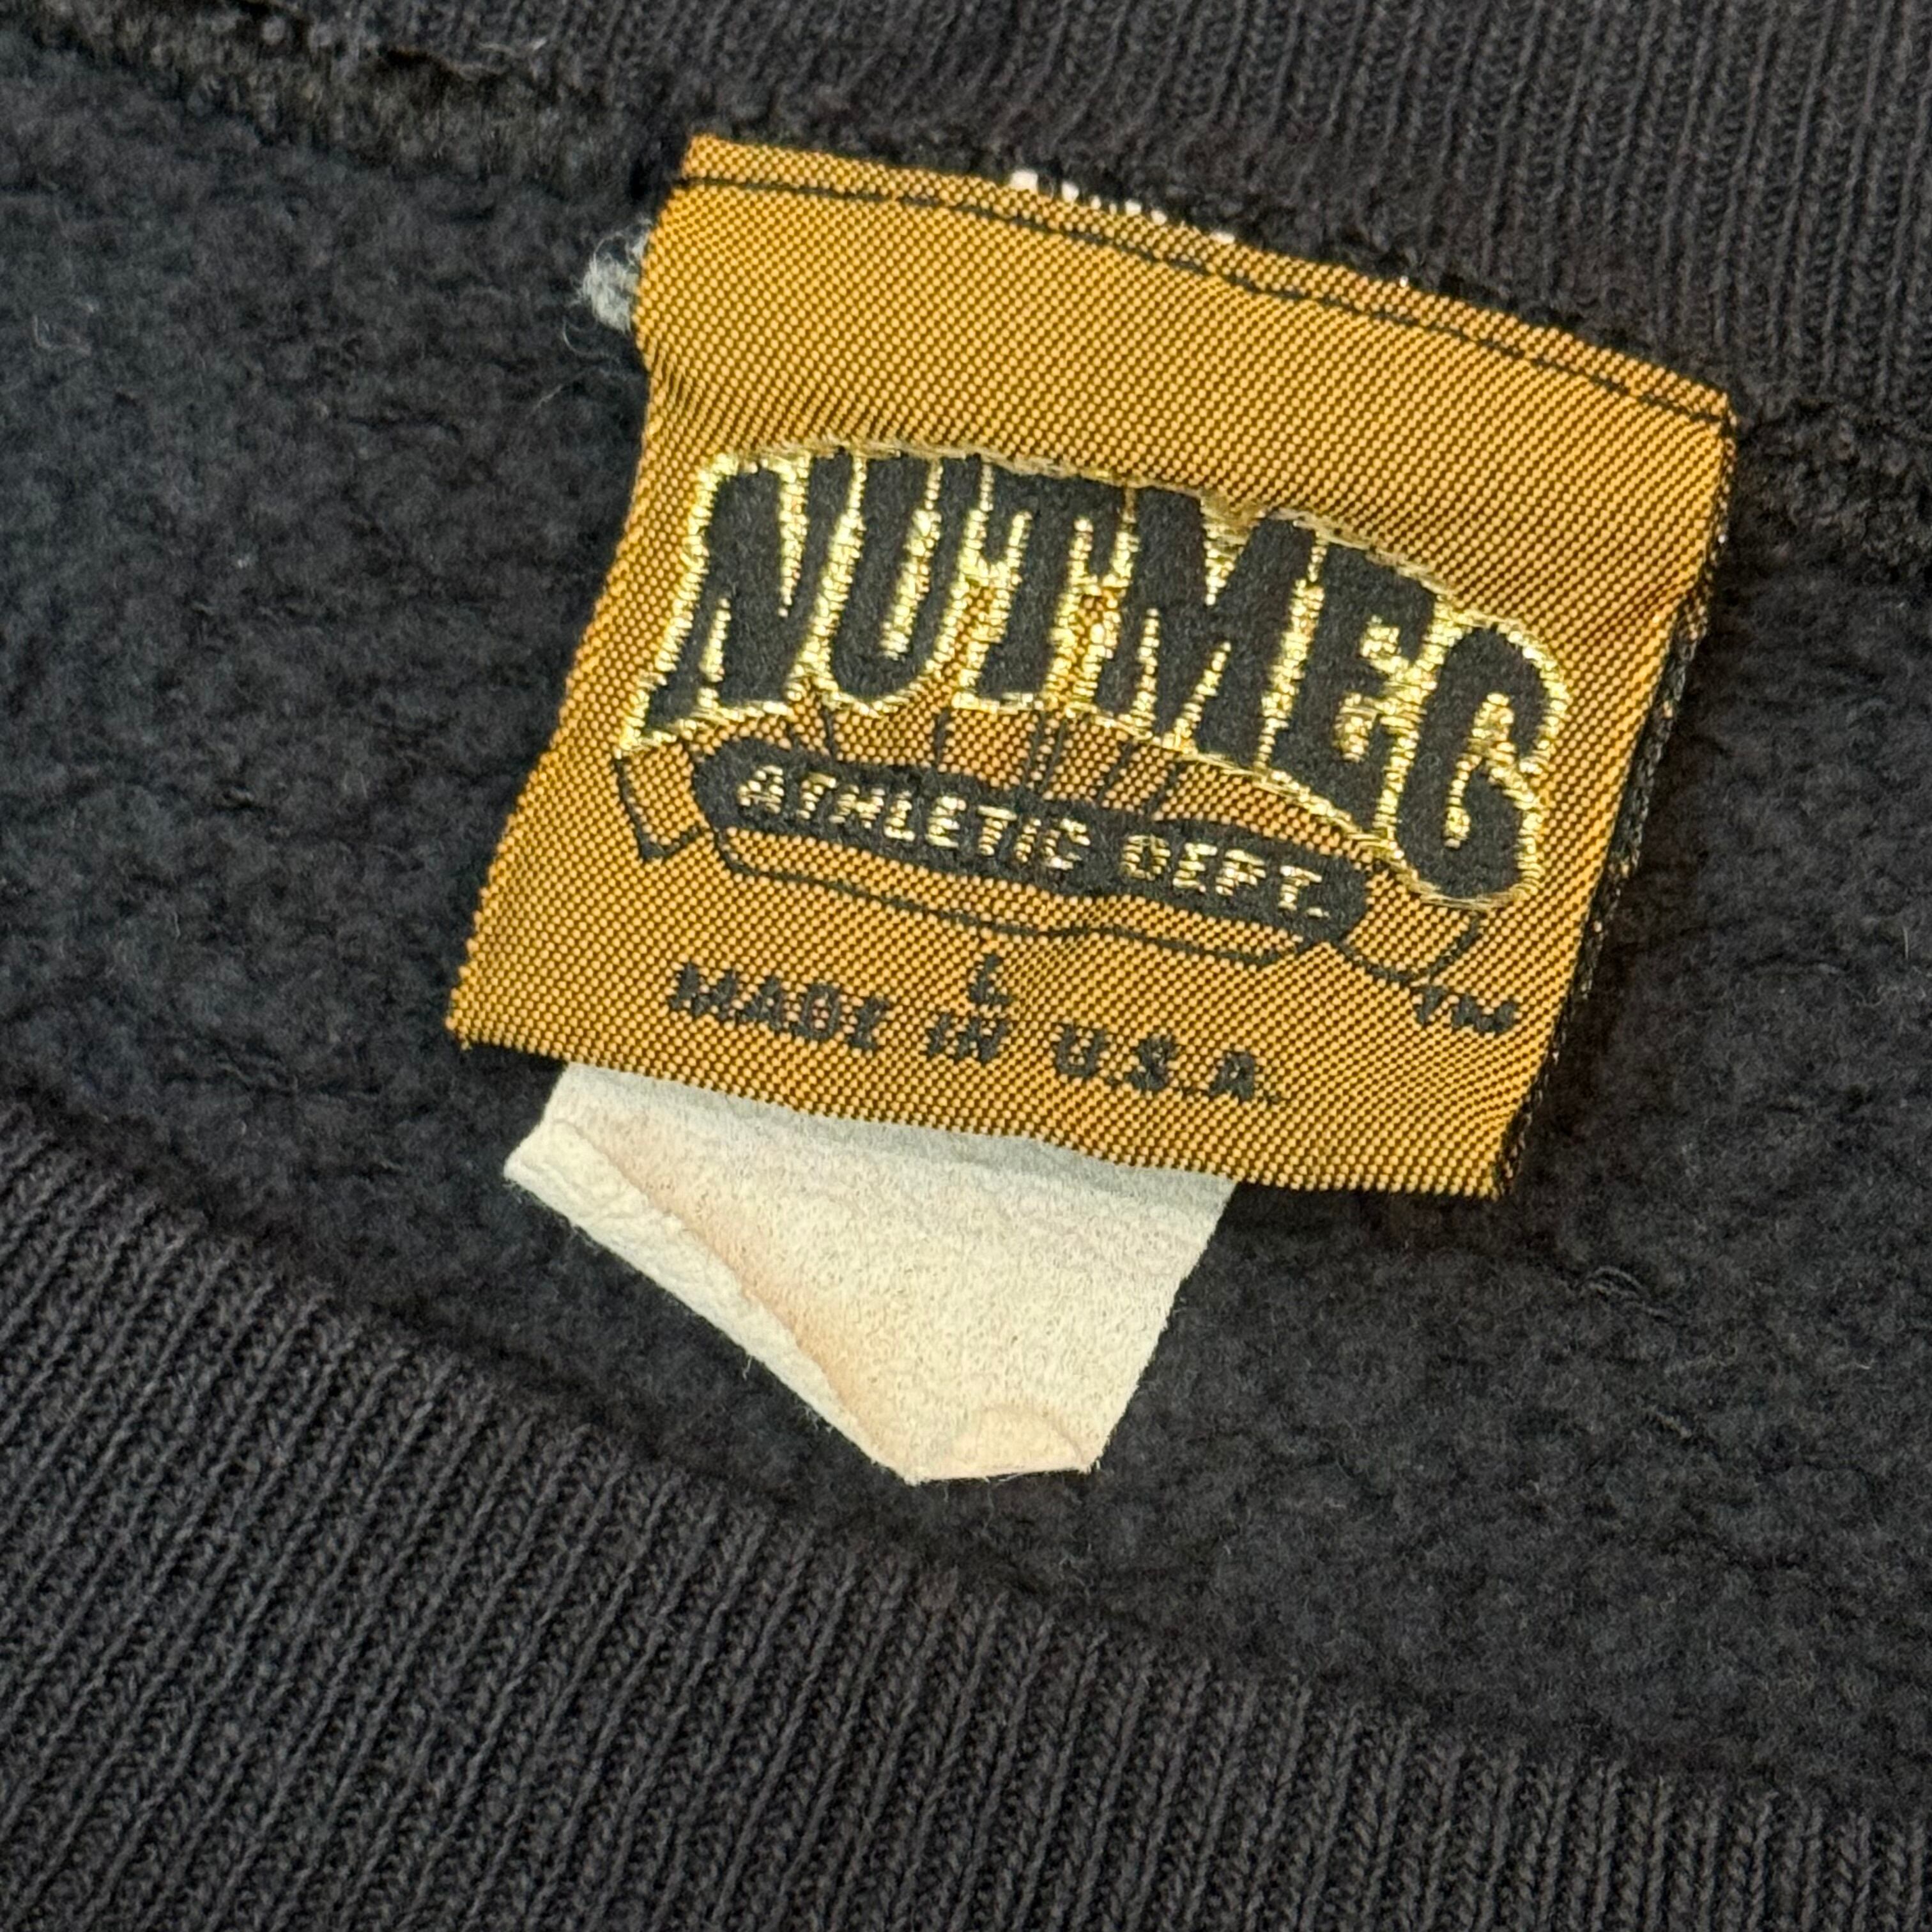 NUTMEG
ATHLETIC DEPT.
TM
L
MADE IN U.S.A.